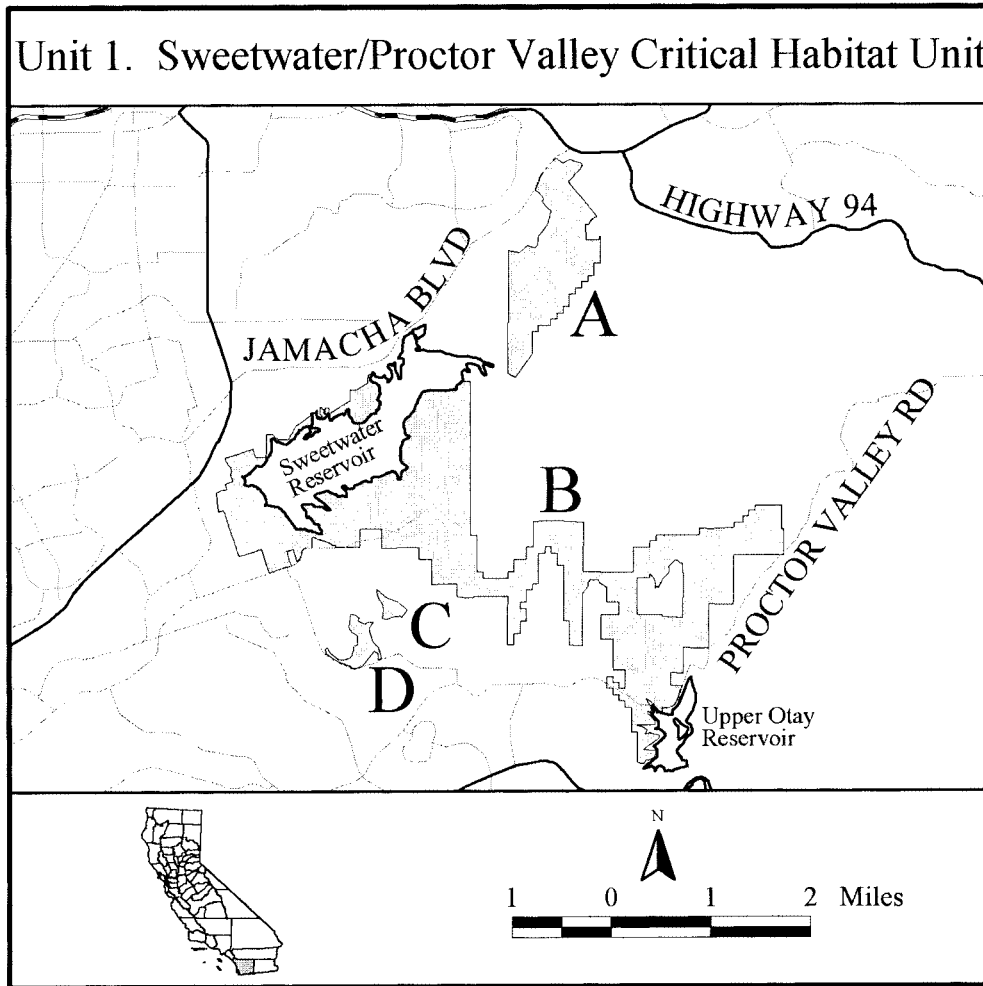 Unit 1. Sweetwater/Proctor Valley Critical Habitat Unit
HIGHWAY 94
JAMACHA BLVD
A
Sweetwater
Reservoir
B
PROCTOR VALLEY RD
C
D
Upper Otay
Reservoir
N
1 0 1 2 Miles